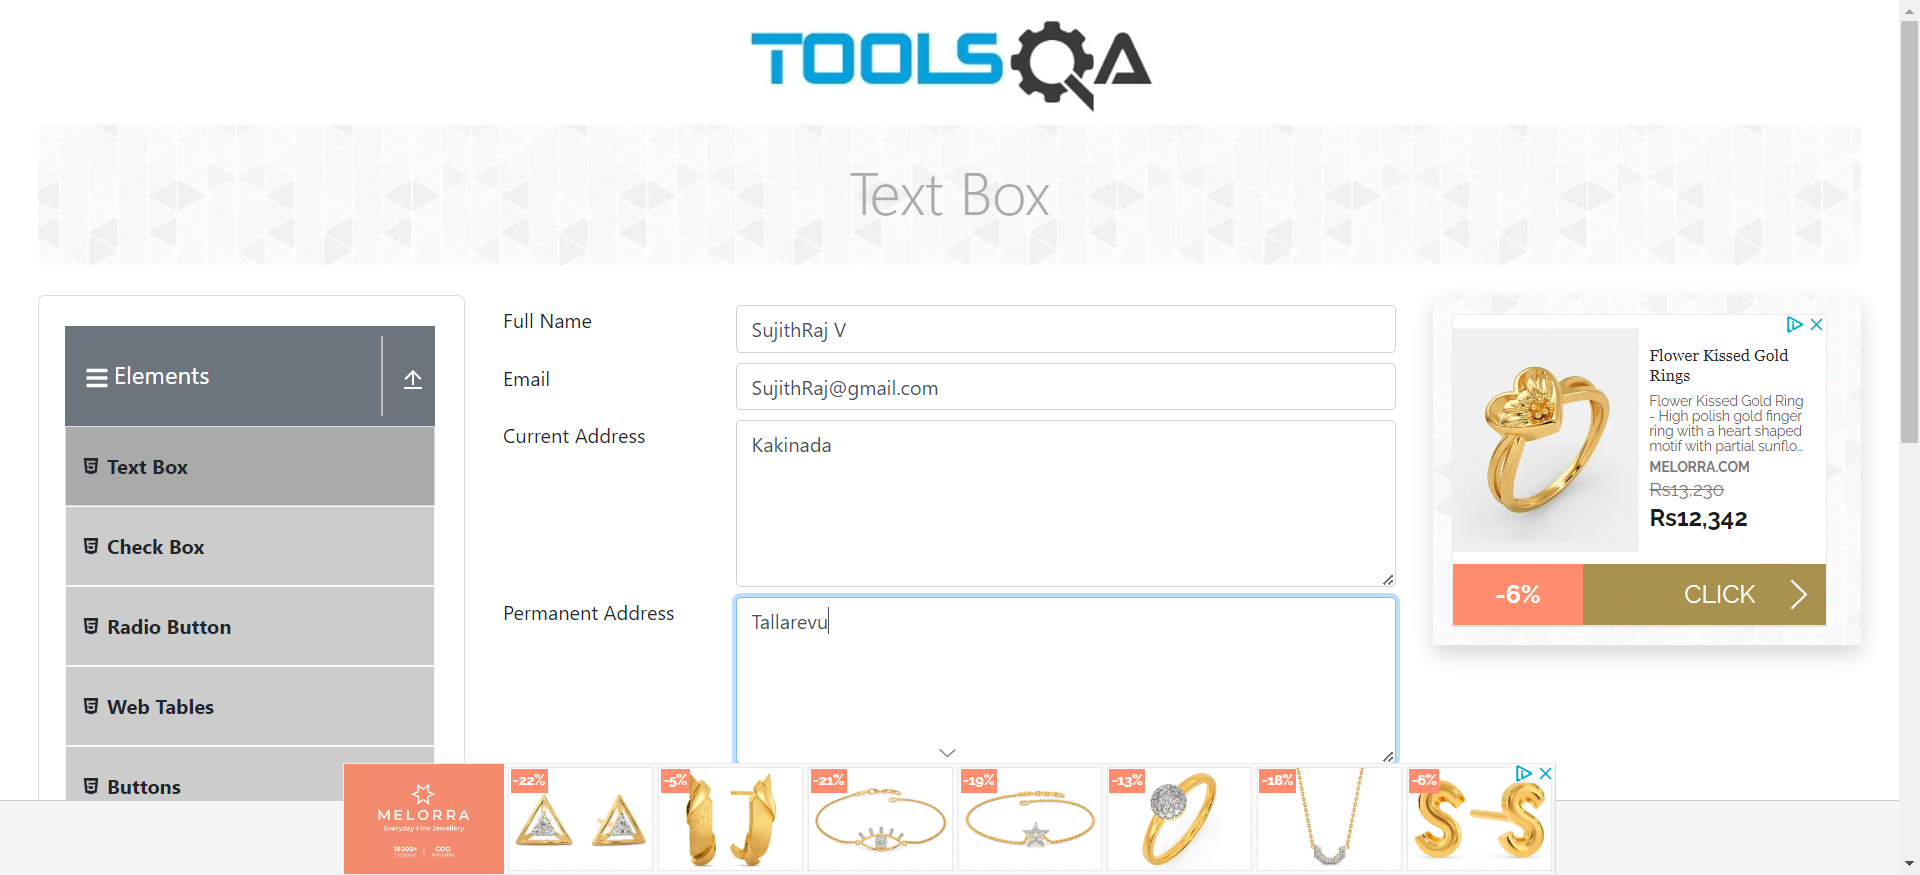 TOOLSQA
Text Box
Elements
Text Box
Check Box
Radio Button
Web Tables
Buttons
Full Name
SujithRaj V
Email
SujithRaj@gmail.com
Current Address
Kakinada
Permanent Address
Tallarevu
Flower Kissed Gold
Rings
Flower Kissed Gold Ring
- High polish gold finger
ring with a heart shaped
motif with partial sunflo...
MELORRA.COM
Rs13,230
Rs12,342
-6%
CLICK
MELORRA
Everyday Fine Jewellery
18000+
Designs
COD
Available
-22%
-5%
-21%
-19%
-13%
-18%
-6%